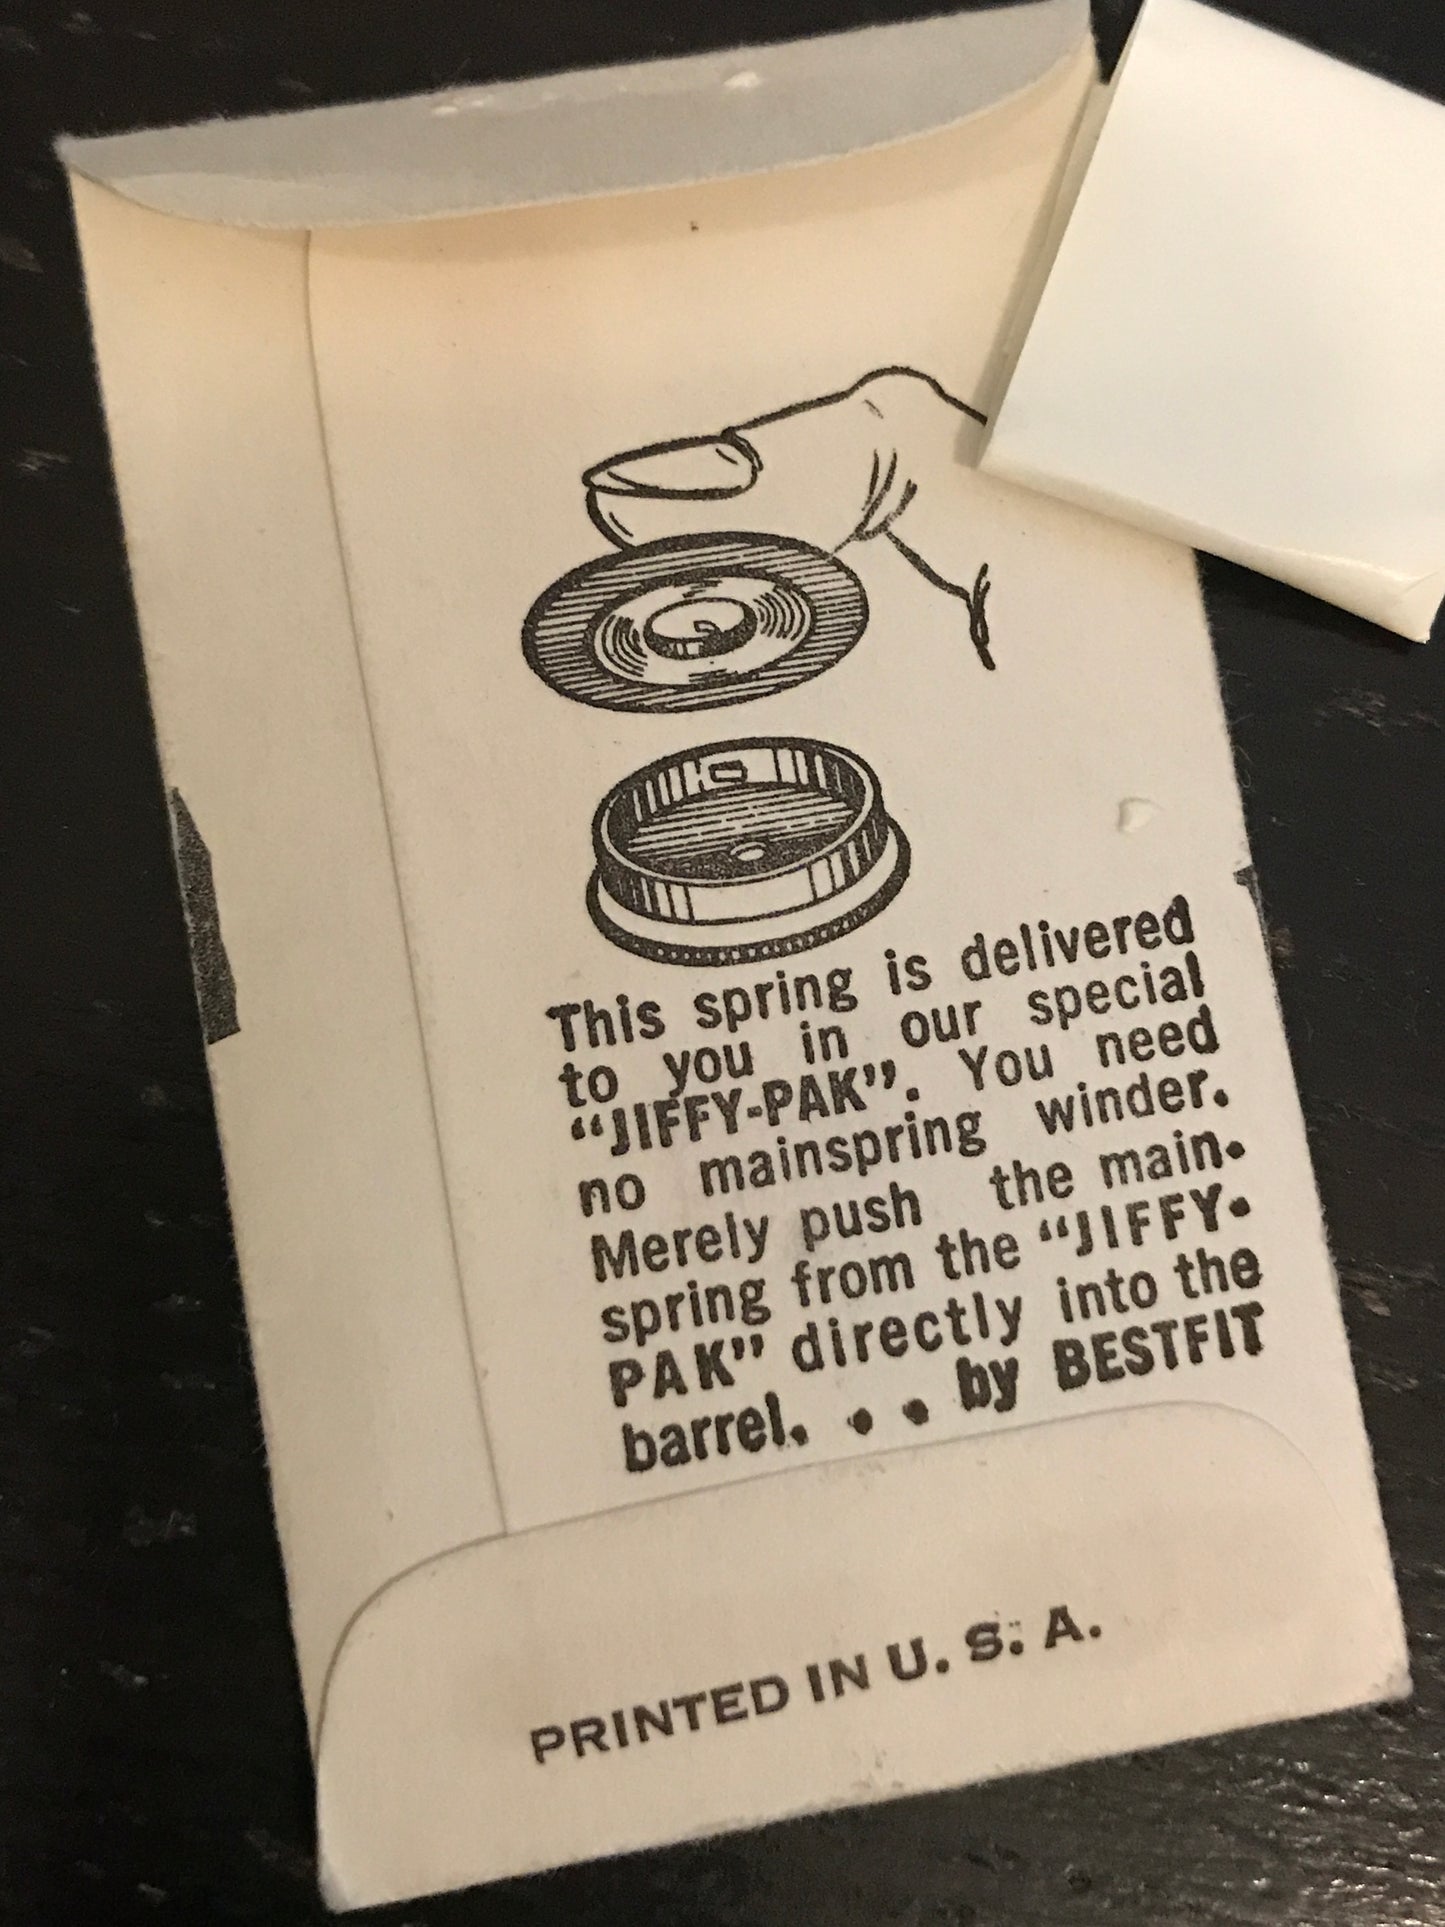 This spring is delivered
to you in our special
“JIFFY-PAK”. You need
no mainspring winder.
Merely push the main-
spring from the “JIFFY-
PAK” directly into the
barrel. . . by BESTFIT
PRINTED IN U. S. A.